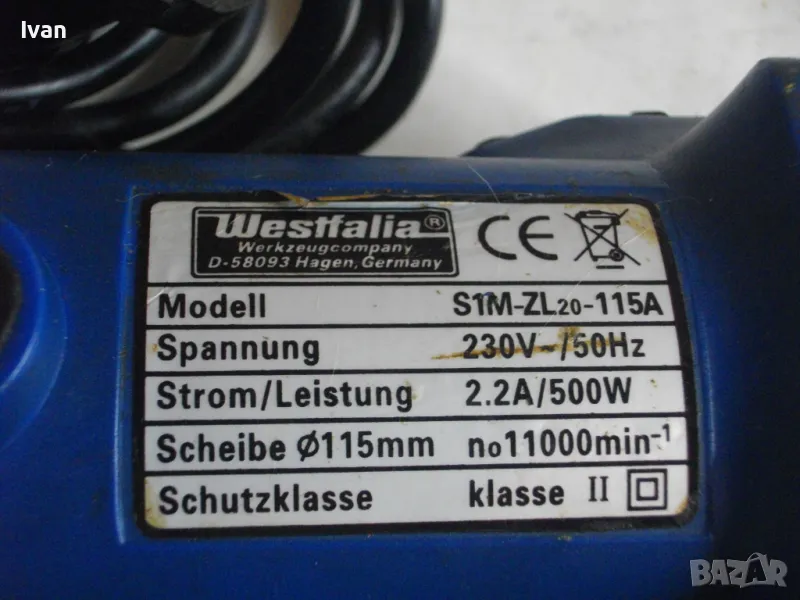 Ivan
Westfalia®
Werkzeugcompany
D-58093 Hagen, Germany
CE
Modell S1M-ZL20-115A
Spannung 230V~/50Hz
Strom/Leistung 2.2A/500W
Scheibe Ø115mm no11000min-1
Schutzklasse klasse II
BAZAR